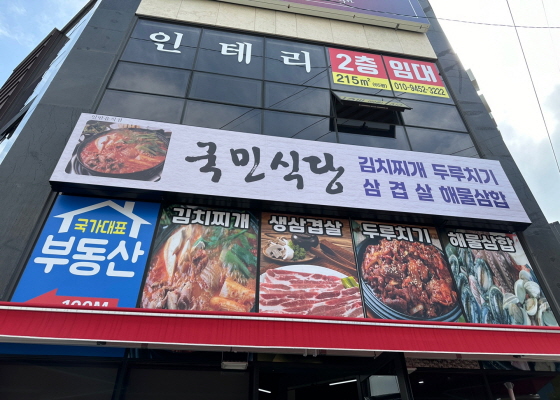 인 테 리
2층 임대
215m²
010-9452-3222
국민식당
김치찌개 두루치기
삼 겹 살 해물삼합
국가대표
부동산
100M
김치찌개
생삼겹살
두루치기
해물삼합